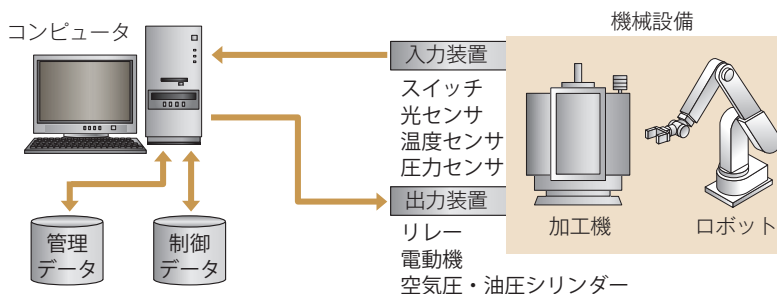 機械設備
コンピュータ
入力装置
スイッチ
光センサ
温度センサ
圧力センサ
出力装置
リレー
電動機
空気圧・油圧シリンダー
加工機
ロボット
管理
データ
制御
データ